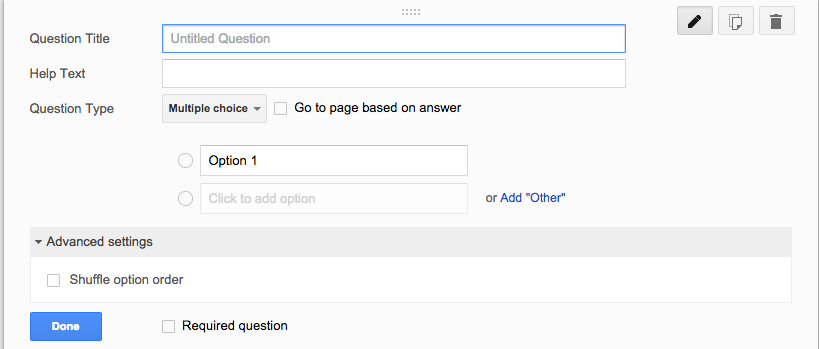 Question Title Untitled Question
Help Text
Question Type Multiple choice Go to page based on answer
Option 1
Click to add option or Add "Other"
Advanced settings
Shuffle option order
Done Required question